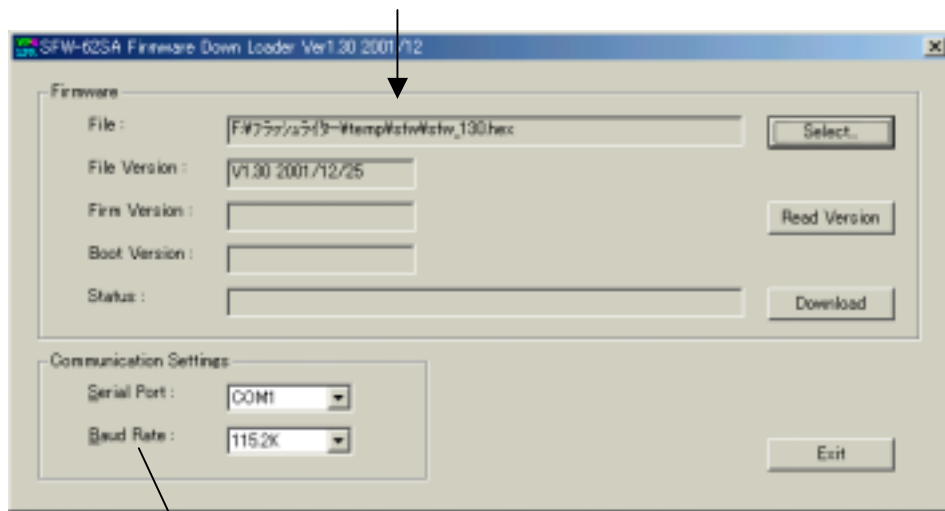 SFW-62SA Firmware Down Loader Ver1.30 2001/12
Firmware
File : F:¥フラッシュライター¥temp¥sfw¥sfw_130.hex Select..
File Version : V1.30 2001/12/25
Firm Version : Read Version
Boot Version :
Status : Download
Communication Settings
Serial Port : COM1
Baud Rate : 115.2K
Exit